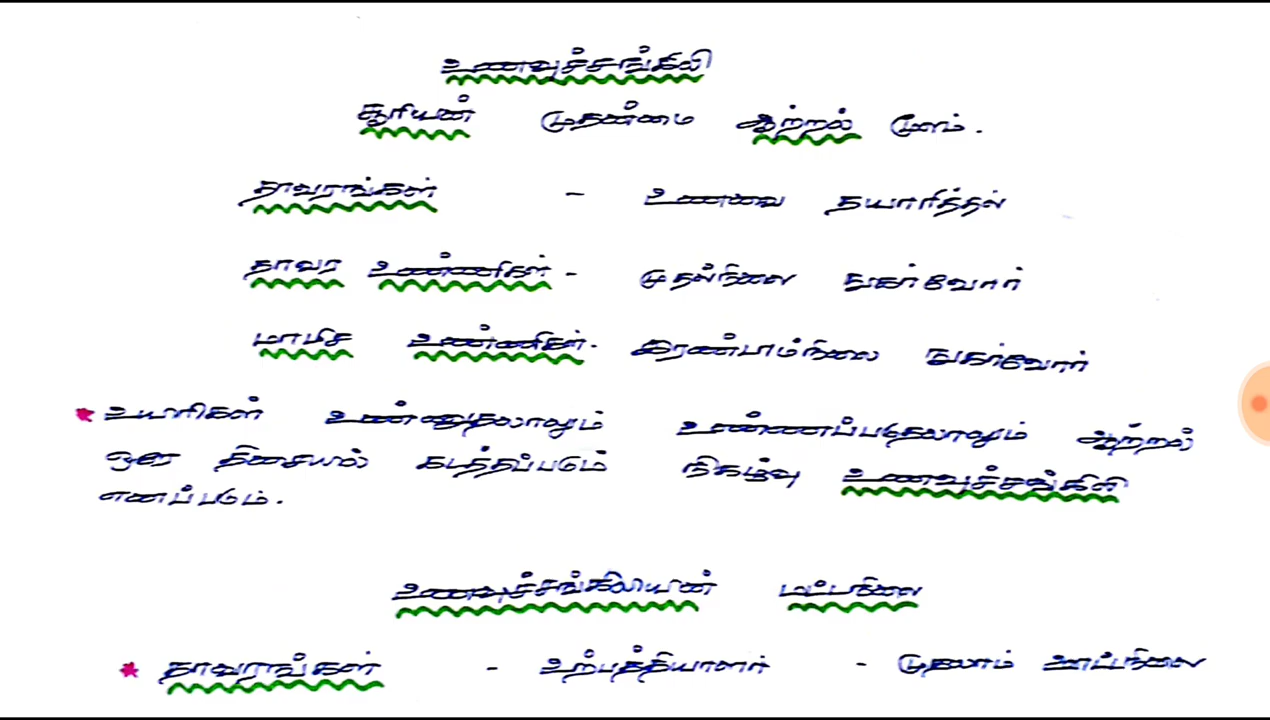 உணவுச்சங்கிலி
சூரியன் முதன்மை ஆற்றல் மூலம்.
தாவரங்கள் - உணவை தயாரித்தல்
தாவர உண்ணிகள் - முதல்நிலை நுகர்வோர்
மாமிச உண்ணிகள். இரண்டாம்நிலை நுகர்வோர்
* உயிரிகள் உண்ணுதலாலும் உண்ணப்படுதலாலும் ஆற்றல்
ஒரு திசையில் கடத்தப்படும் நிகழ்வு உணவுச்சங்கிலி
எனப்படும்.
உணவுச்சங்கிலியின் மட்டநிலை
* தாவரங்கள் - உற்பத்தியாளர் - முதலாம் ஊட்டநிலை